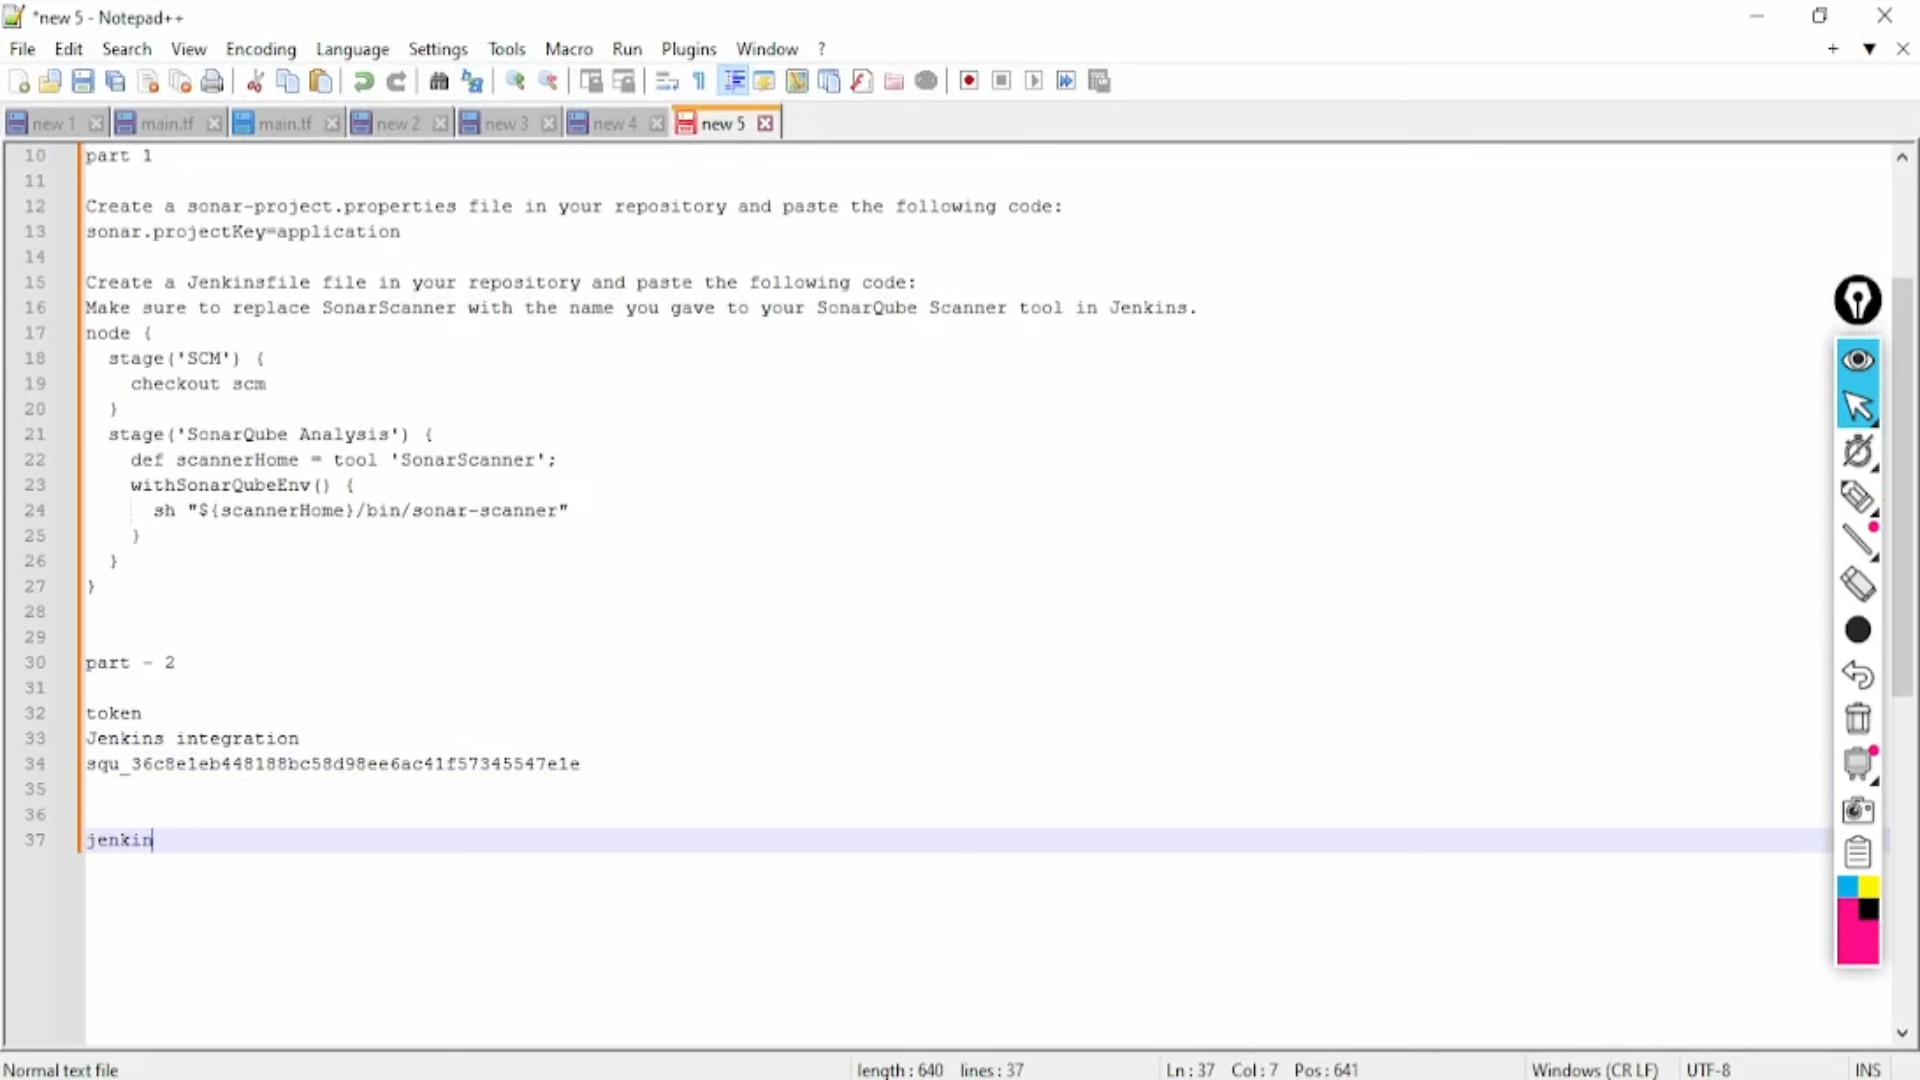 *new 5 - Notepad++
File Edit Search View Encoding Language Settings Tools Macro Run Plugins Window ?
new 1 main.tf main.tf new 2 new 3 new 4 new 5
10 part 1
11
12 Create a sonar-project.properties file in your repository and paste the following code:
13 sonar.projectKey=application
14
15 Create a Jenkinsfile file in your repository and paste the following code:
16 Make sure to replace SonarScanner with the name you gave to your SonarQube Scanner tool in Jenkins.
17 node {
18 stage('SCM') {
19 checkout scm
20 }
21 stage('SonarQube Analysis') {
22 def scannerHome = tool 'SonarScanner';
23 withSonarQubeEnv() {
24 sh "${scannerHome}/bin/sonar-scanner"
25 }
26 }
27 }
28
29
30 part - 2
31
32 token
33 Jenkins integration
34 squ_36c8e1eb448188bc58d98ee6ac41f57345547e1e
35
36
37 jenkin
Normal text file length : 640 lines : 37 Ln : 37 Col : 7 Pos : 641 Windows (CR LF) UTF-8 INS